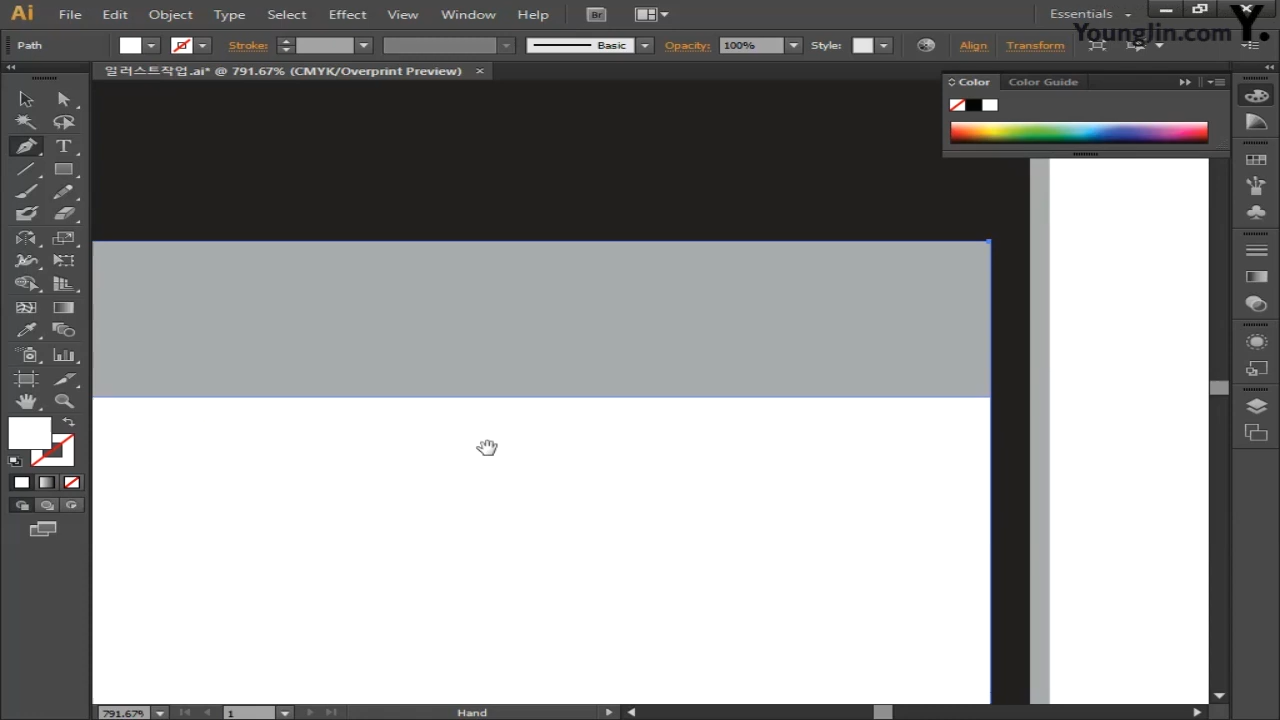 Ai File Edit Object Type Select Effect View Window Help Br Essentials
YoungJin.com Y.
Path Stroke: Basic Opacity: 100% Style: Align Transform
일러스트작업.ai* @ 791.67% (CMYK/Overprint Preview) ×
Color Color Guide
T
791.67% 1 Hand